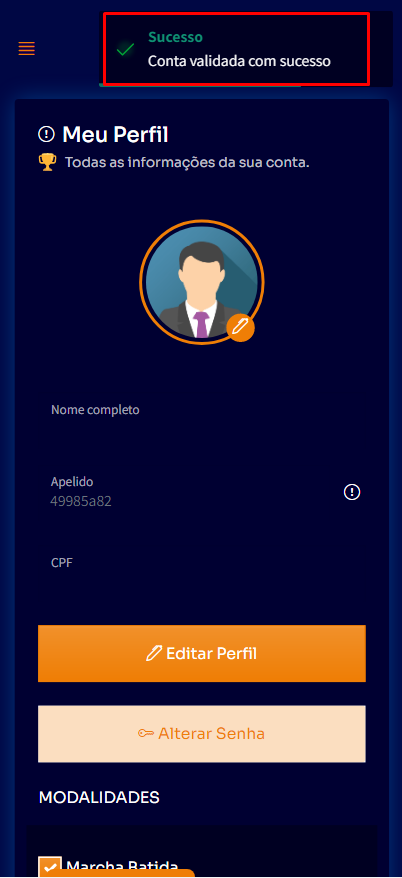 Sucesso
Conta validada com sucesso
Meu Perfil
Todas as informações da sua conta.
Nome completo
Apelido
49985a82
CPF
Editar Perfil
Alterar Senha
MODALIDADES
Marcha Batida